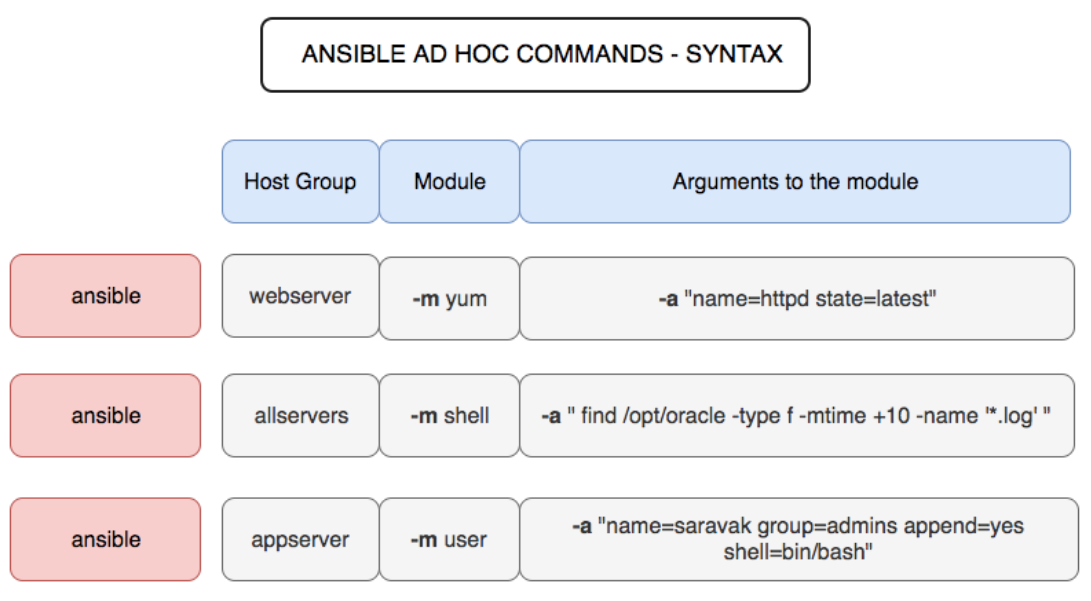 ANSIBLE AD HOC COMMANDS - SYNTAX
Host Group Module Arguments to the module
ansible webserver -m yum -a "name=httpd state=latest"
ansible allservers -m shell -a " find /opt/oracle -type f -mtime +10 -name '*.log' "
ansible appserver -m user -a "name=saravak group=admins append=yes
shell=bin/bash"